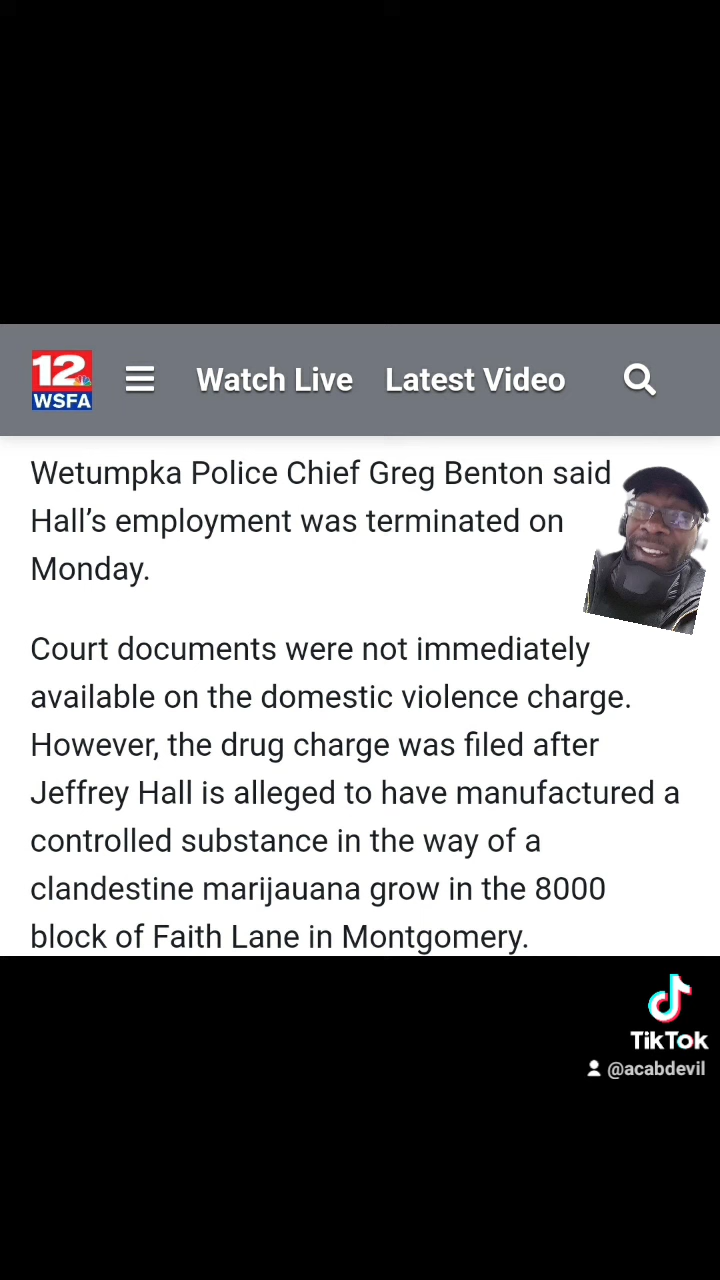 12
WSFA
Watch Live Latest Video
Wetumpka Police Chief Greg Benton said
Hall’s employment was terminated on
Monday.
Court documents were not immediately
available on the domestic violence charge.
However, the drug charge was filed after
Jeffrey Hall is alleged to have manufactured a
controlled substance in the way of a
clandestine marijauana grow in the 8000
block of Faith Lane in Montgomery.
TikTok
@acabdevil